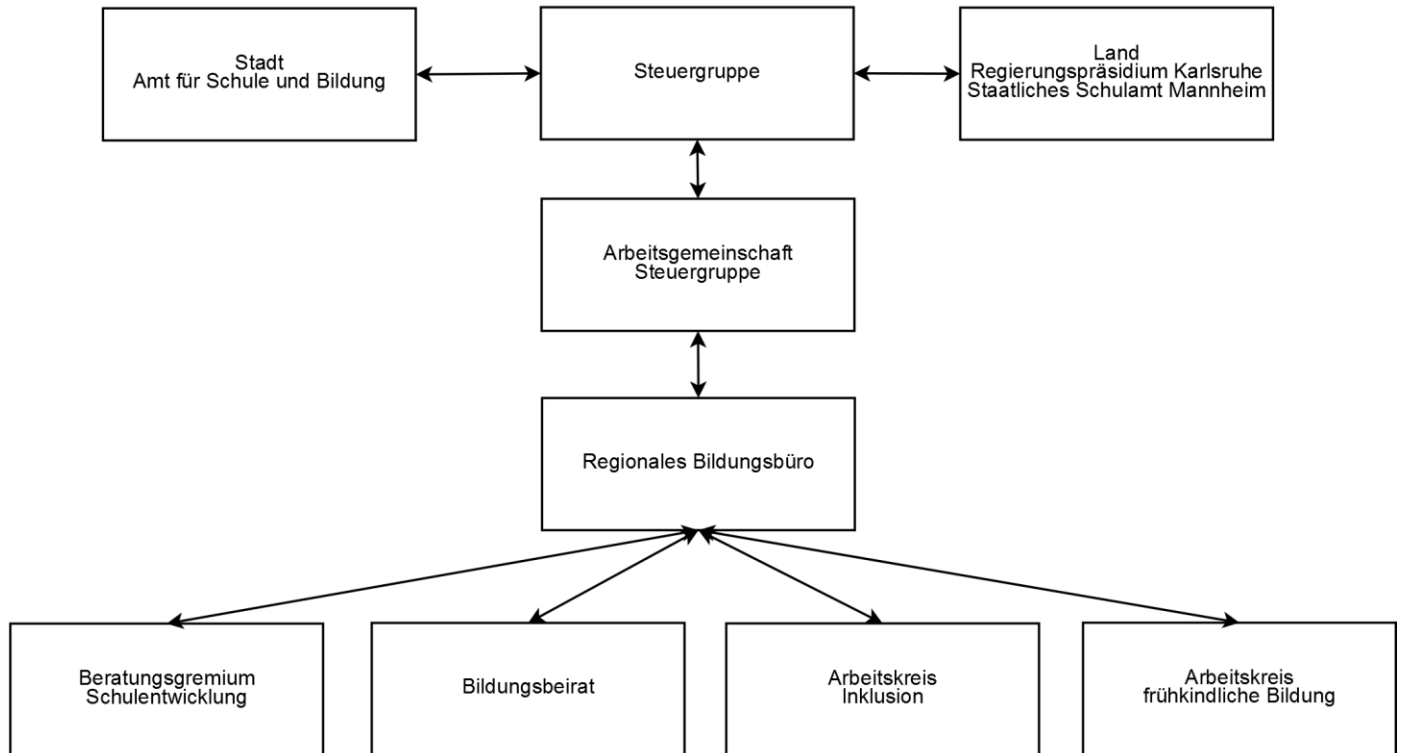 Stadt
Amt für Schule und Bildung
Steuergruppe
Land
Regierungspräsidium Karlsruhe
Staatliches Schulamt Mannheim
Arbeitsgemeinschaft
Steuergruppe
Regionales Bildungsbüro
Beratungsgremium
Schulentwicklung
Bildungsbeirat
Arbeitskreis
Inklusion
Arbeitskreis
frühkindliche Bildung